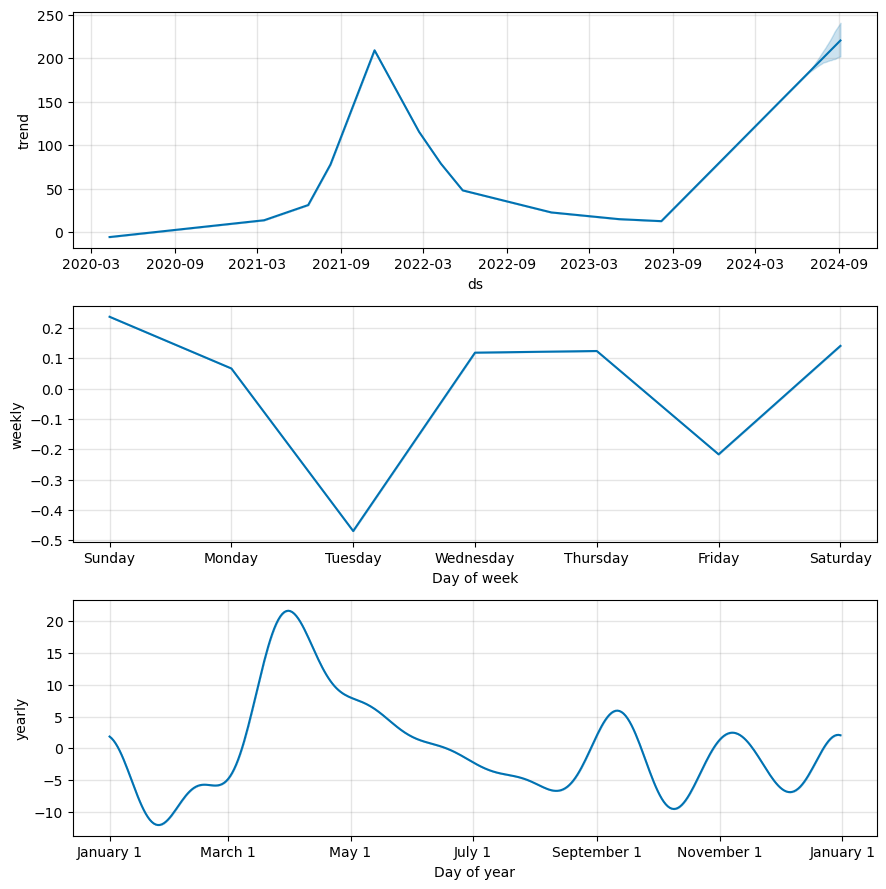 250
200
150
100
50
0
trend
2020-03 2020-09 2021-03 2021-09 2022-03 2022-09 2023-03 2023-09 2024-03 2024-09
ds
0.2
0.1
0.0
−0.1
−0.2
−0.3
−0.4
−0.5
weekly
Sunday Monday Tuesday Wednesday Thursday Friday Saturday
Day of week
20
15
10
5
0
−5
−10
yearly
January 1 March 1 May 1 July 1 September 1 November 1 January 1
Day of year